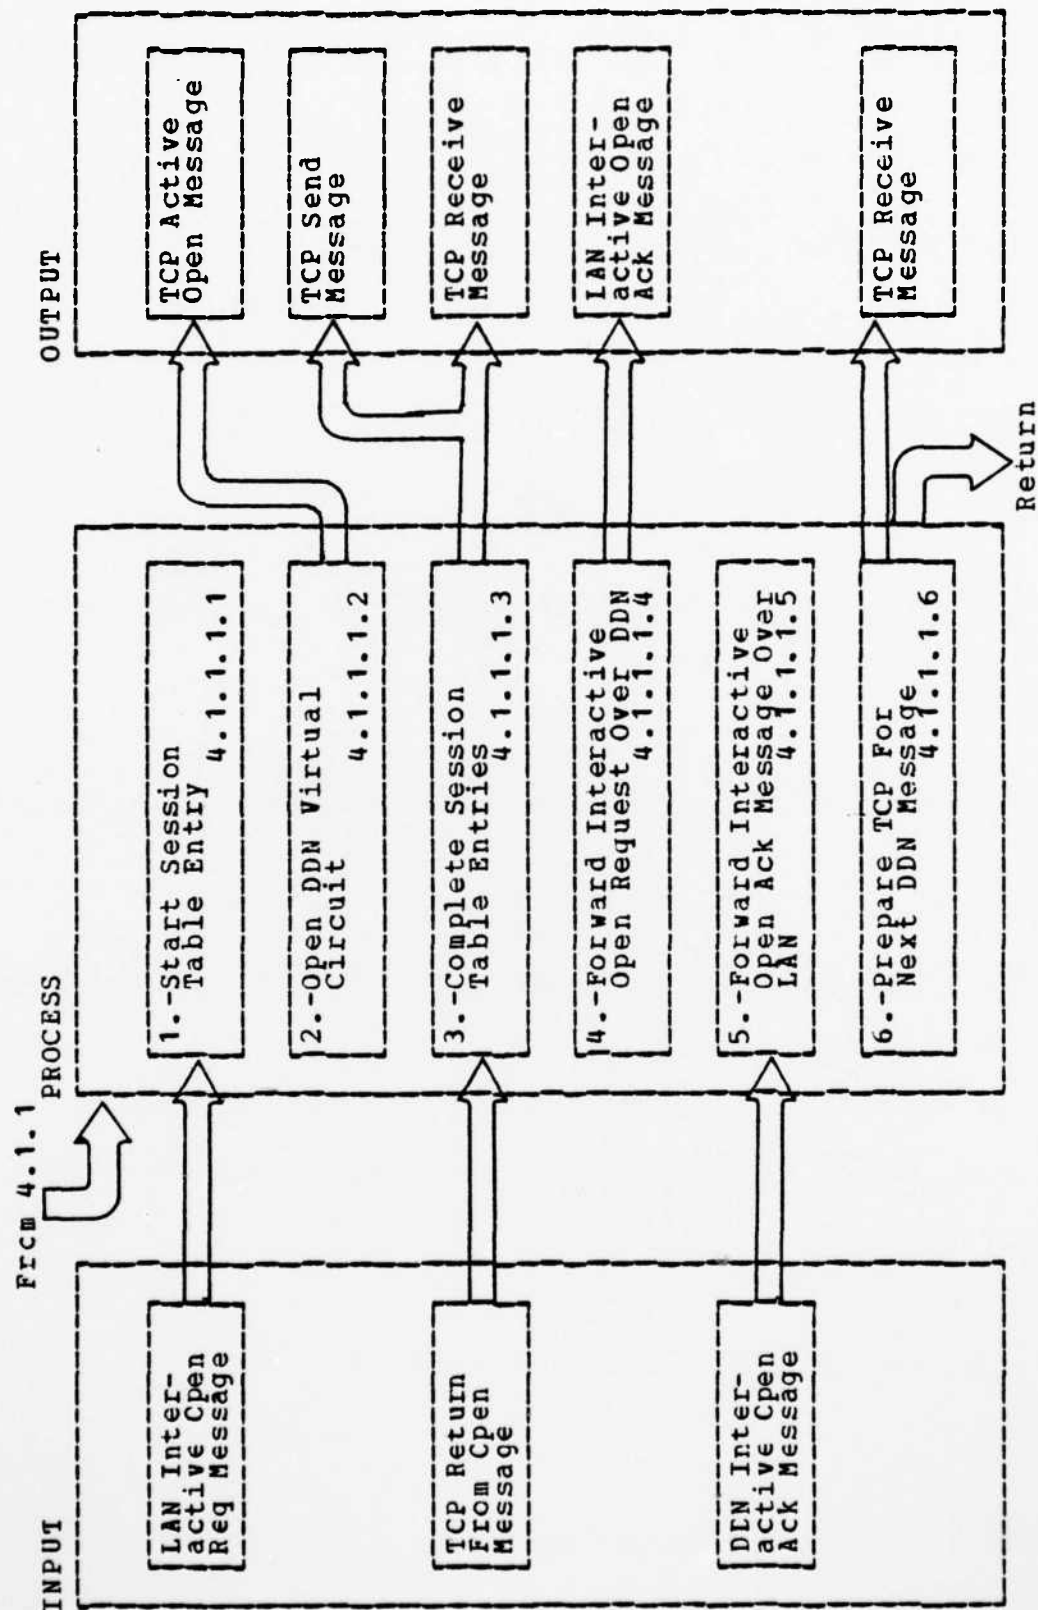 From 4.1.1
INPUT
LAN Inter-
active Cpen
Req Message
TCP Return
From Cpen
Message
DDN Inter-
active Cpen
Ack Message
PROCESS
1.-Start Session
Table Entry
4.1.1.1.1
2.-Open DDN Virtual
Circuit
4.1.1.1.2
3.-Complete Session
Table Entries
4.1.1.1.3
4.-Forward Interactive
Open Request Over DDN
4.1.1.1.4
5.-Forward Interactive
Open Ack Message Over
LAN 4.1.1.1.5
6.-Prepare TCP For
Next DDN Message
4.1.1.1.6
OUTPUT
TCP Active
Open Message
TCP Send
Message
TCP Receive
Message
LAN Inter-
active Open
Ack Message
TCP Receive
Message
Return